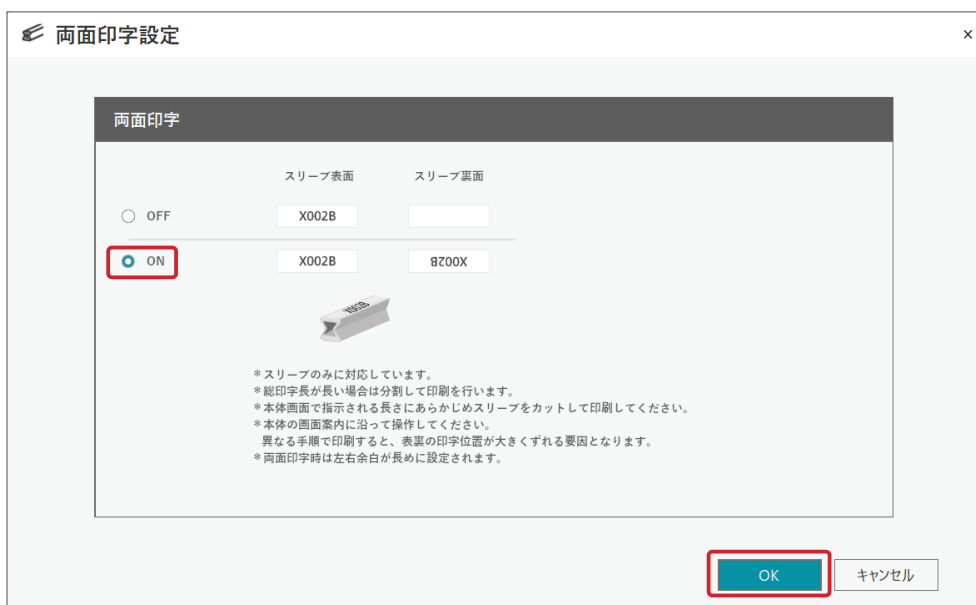 両面印字設定
x
両面印字
スリーブ表面 スリーブ裏面
OFF X002B
ON X002B X002B
X002B
*スリーブのみに対応しています。
*総印字長が長い場合は分割して印刷を行います。
*本体画面で指示される長さにあらかじめスリーブをカットして印刷してください。
*本体の画面案内に沿って操作してください。
異なる手順で印刷すると、表裏の印字位置が大きくずれる要因となります。
*両面印字時は左右余白が長めに設定されます。
OK キャンセル